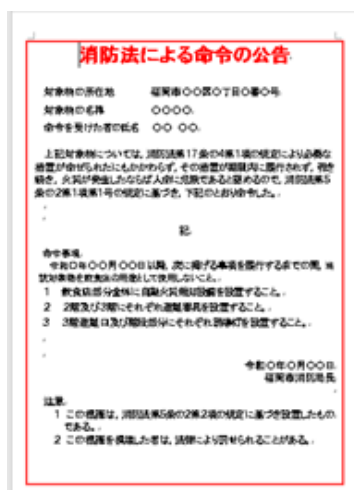 消防法による命令の公告
対象物の所在地　福岡市〇〇区〇丁目〇番〇号
対象物の名称　〇〇〇〇
命令を受けた者の氏名　〇〇 〇〇
上記対象物については、消防法第17条の4第1項の規定により必要な
措置が命ぜられたにもかかわらず、その措置が期限内に履行されず、引き
続き、火災が発生したならば人命に危険であると認めるので、消防法第5
条の2第1項第1号の規定に基づき、下記のとおり命令した。
記
命令事項
令和〇年〇〇月〇〇日以降、次に掲げる事項を履行するまでの間、当
該対象物を飲食店の用途として使用しないこと。
1　飲食店部分全体に自動火災報知設備を設置すること。
2　2階及び3階にそれぞれ避難器具を設置すること。
3　3階避難口及び階段部分にそれぞれ誘導灯を設置すること。
令和〇年〇月〇〇日
福岡市消防局長
注意
1 この標識は、消防法第5条の2第2項の規定に基づき設置したもの
である。
2 この標識を損壊した者は、法律により罰せられることがある。